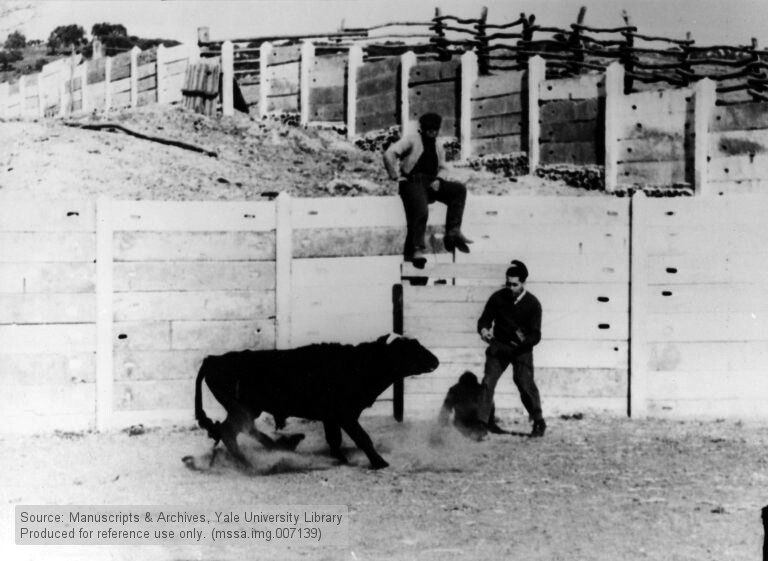 Source: Manuscripts & Archives, Yale University Library
Produced for reference use only. (mssa.img.007139)